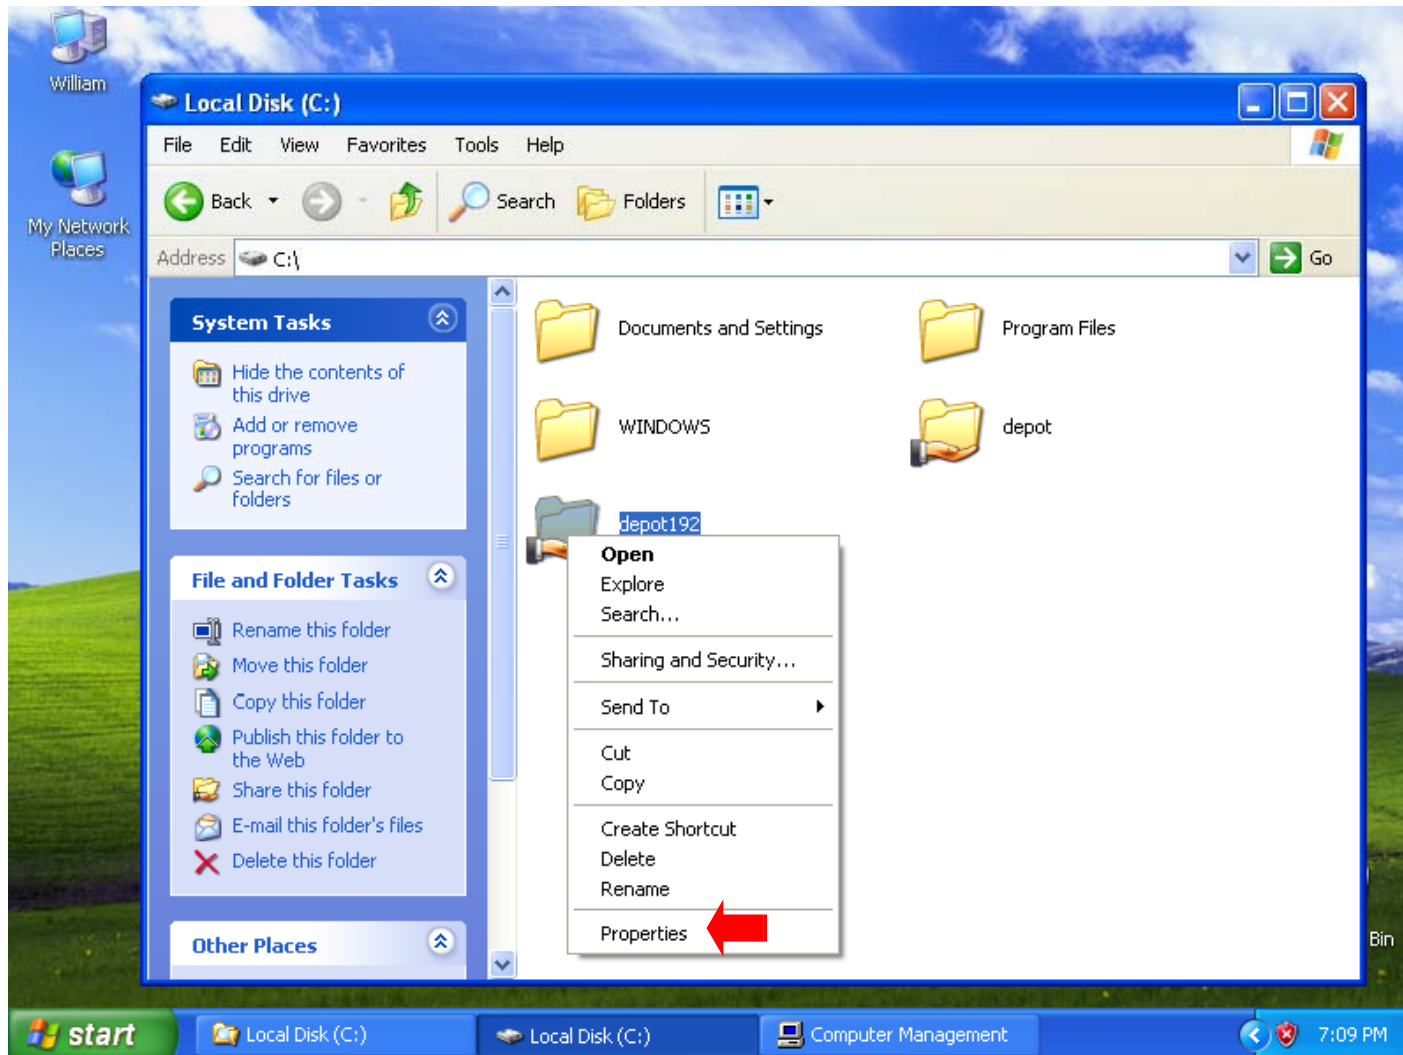 William
My Network
Places
Local Disk (C:)
File Edit View Favorites Tools Help
Back Search Folders
Address C:\ Go
System Tasks
Hide the contents of
this drive
Add or remove
programs
Search for files or
folders
File and Folder Tasks
Rename this folder
Move this folder
Copy this folder
Publish this folder to
the Web
Share this folder
E-mail this folder's files
Delete this folder
Other Places
Documents and Settings
Program Files
WINDOWS
depot
depot192
Open
Explore
Search...
Sharing and Security...
Send To
Cut
Copy
Create Shortcut
Delete
Rename
Properties
Bin
start
Local Disk (C:)
Local Disk (C:)
Computer Management
7:09 PM